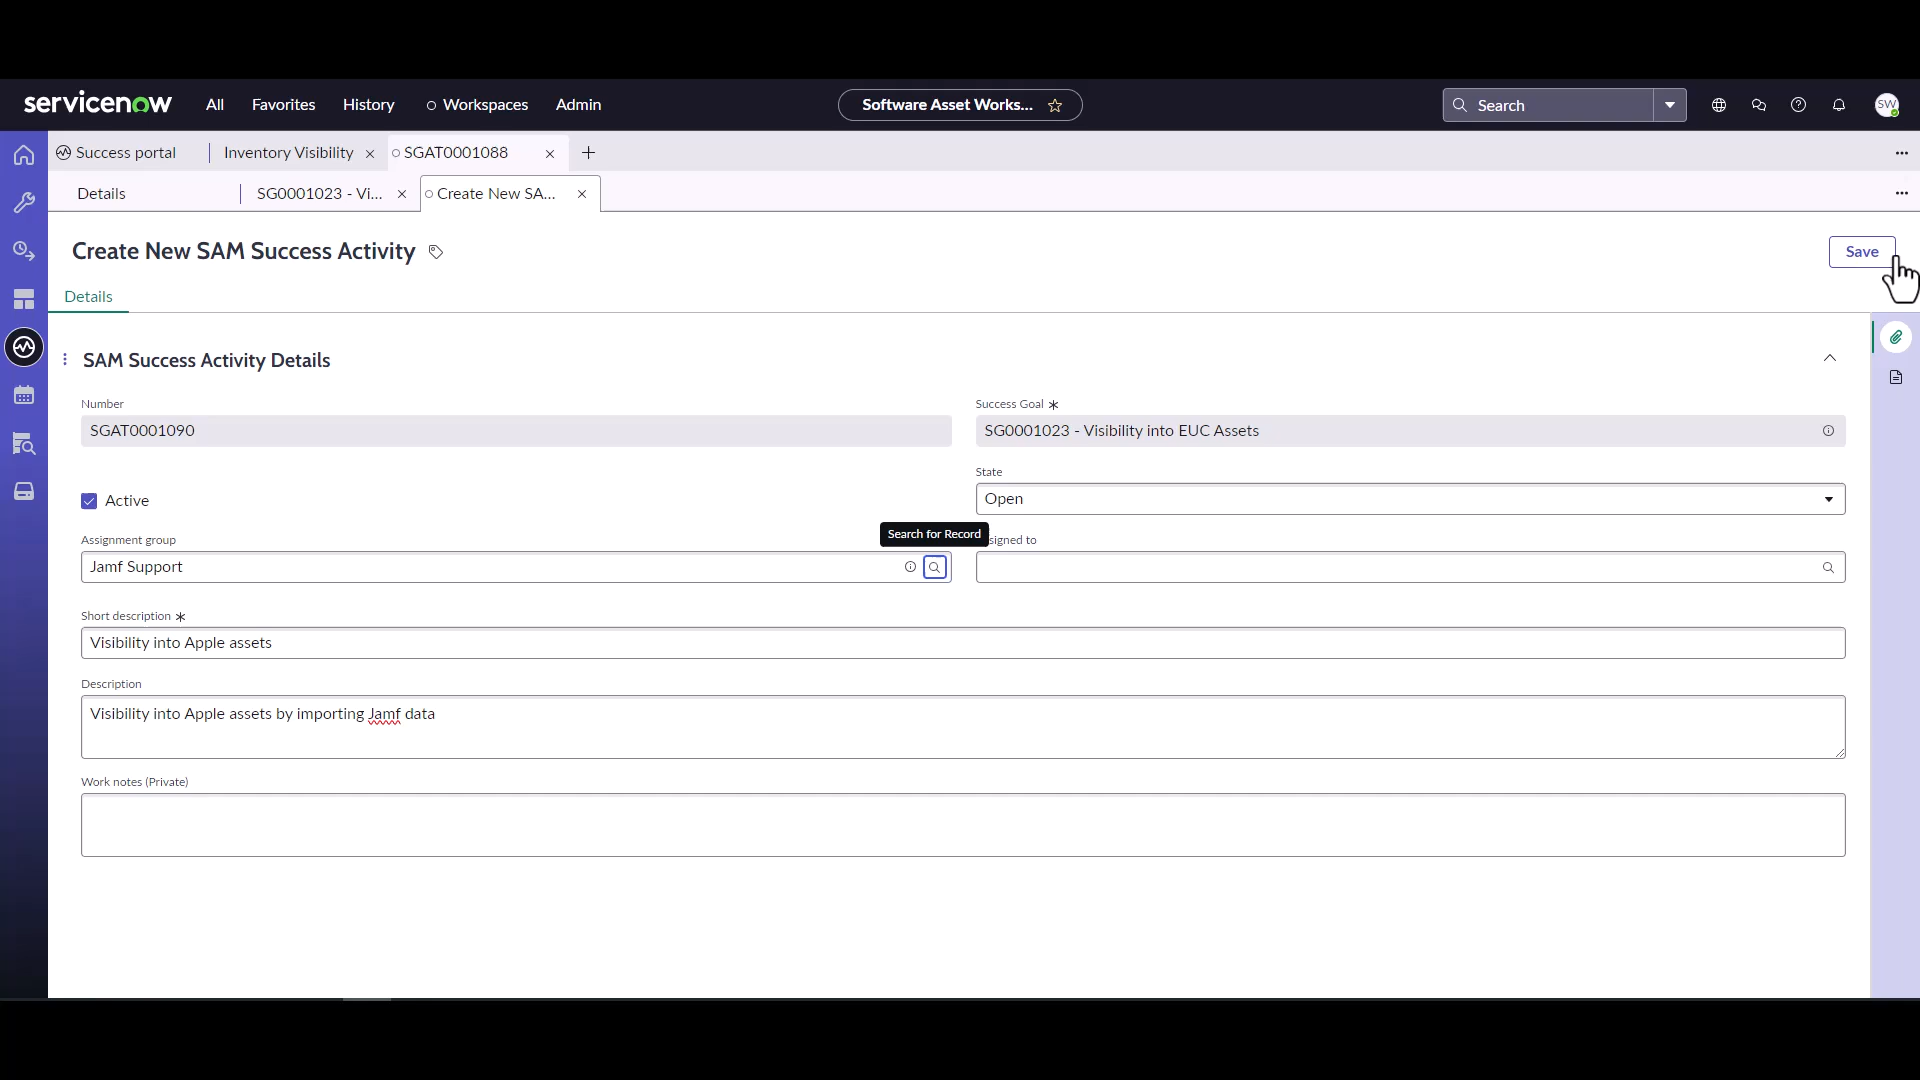 servicenow All Favorites History Workspaces Admin Software Asset Works... Search SW
Success portal Inventory Visibility SGAT0001088
Details SG0001023 - Vi... Create New SA...
Create New SAM Success Activity Save
Details
SAM Success Activity Details
Number Success Goal *
SGAT0001090 SG0001023 - Visibility into EUC Assets
State
Active Open
Search for Record
Assignment group signed to
Jamf Support
Short description *
Visibility into Apple assets
Description
Visibility into Apple assets by importing Jamf data
Work notes (Private)